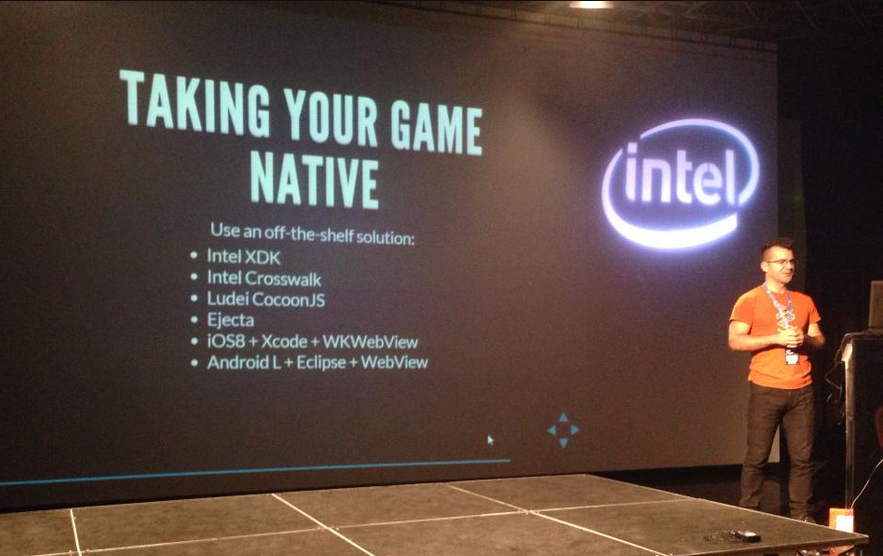 TAKING YOUR GAME
NATIVE
Use an off-the-shelf solution:
• Intel XDK
• Intel Crosswalk
• Ludei CocoonJS
• Ejecta
• iOS8 + Xcode + WKWebView
• Android L + Eclipse + WebView
intel